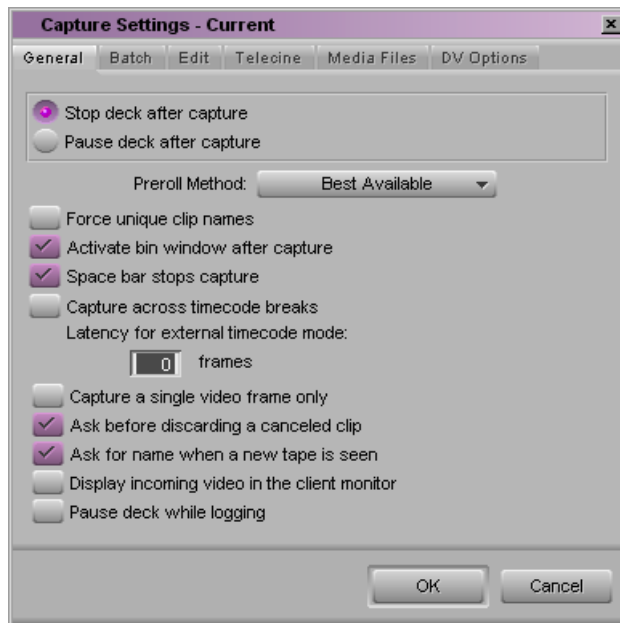 Capture Settings - Current
General Batch Edit Telecine Media Files DV Options
Stop deck after capture
Pause deck after capture
Preroll Method: Best Available
Force unique clip names
Activate bin window after capture
Space bar stops capture
Capture across timecode breaks
Latency for external timecode mode:
0 frames
Capture a single video frame only
Ask before discarding a canceled clip
Ask for name when a new tape is seen
Display incoming video in the client monitor
Pause deck while logging
OK Cancel